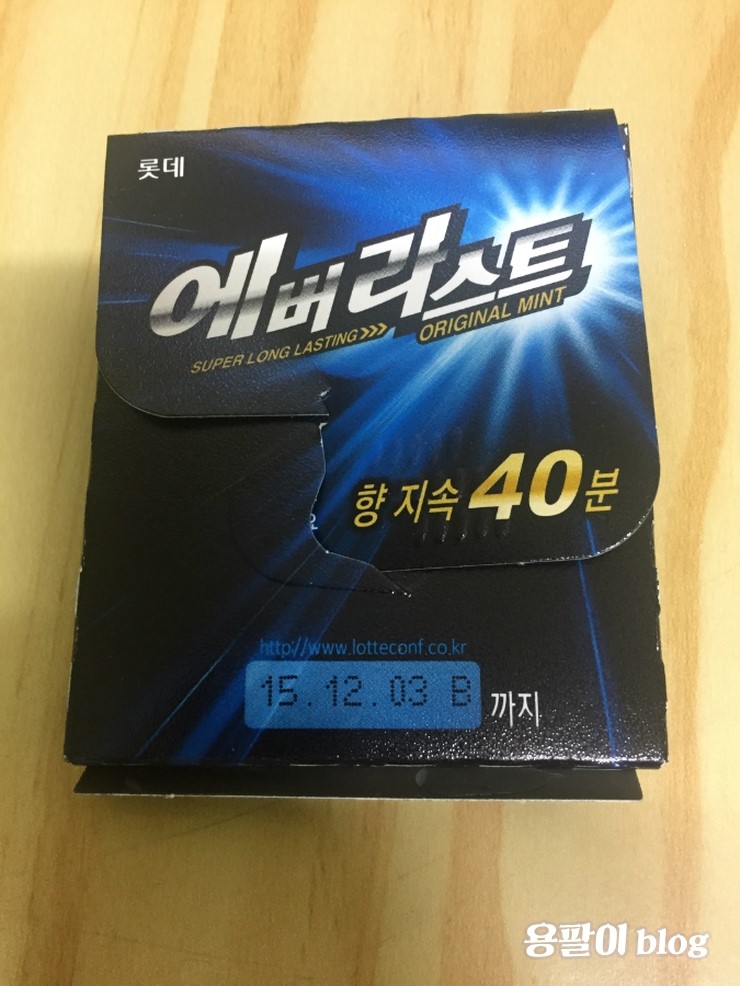 롯데
에버라스트
SUPER LONG LASTING>>> ORIGINAL MINT
향 지속 40분
http://www.lotteconf.co.kr
15.12.03 B 까지
용팔이 blog